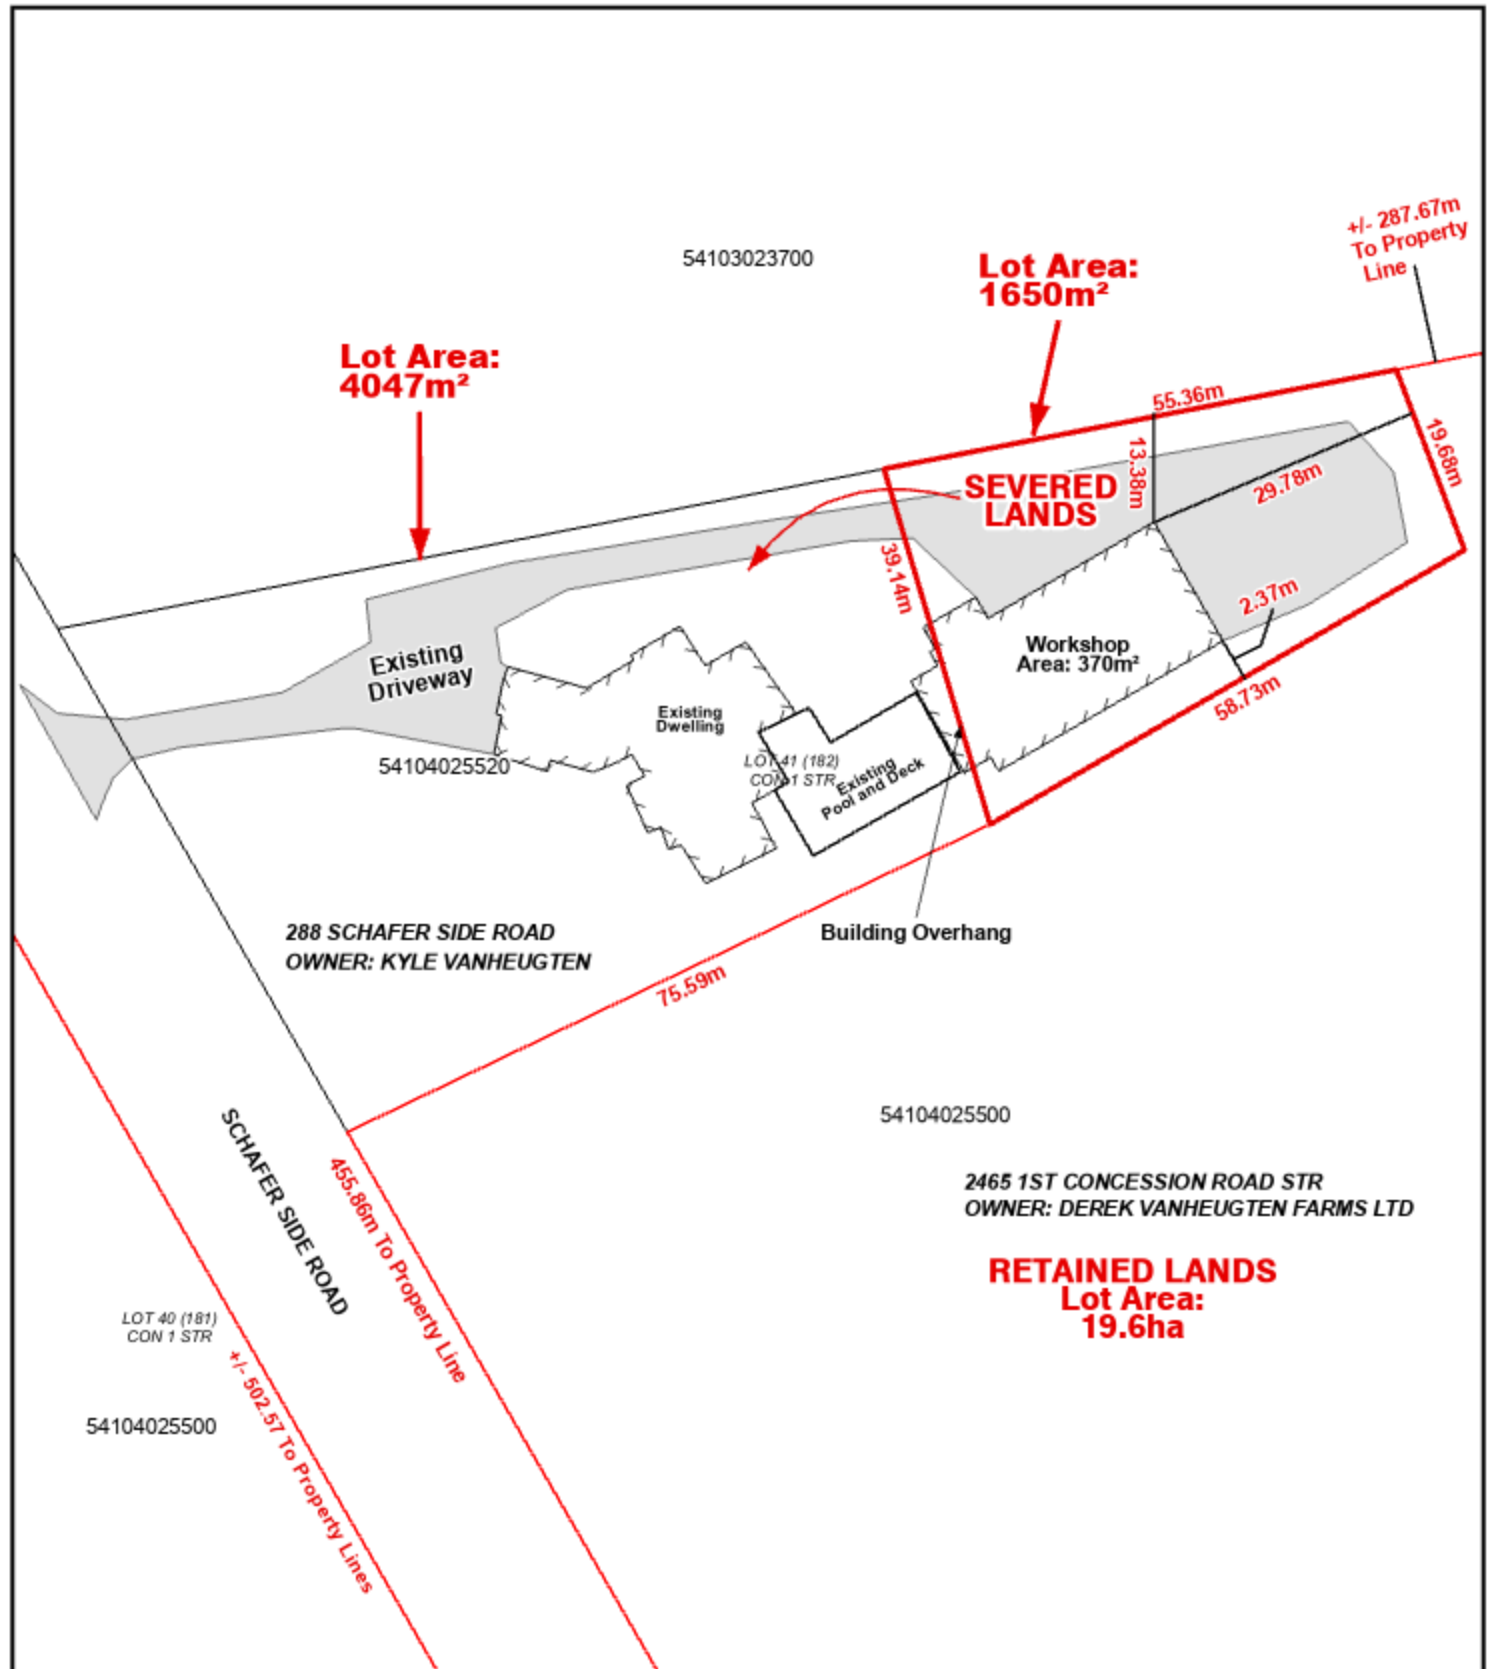 +/- 287.67m
To Property
Line
54103023700
Lot Area:
1650m²
Lot Area:
4047m²
55.36m
13.38m
19.68m
29.78m
SEVERED
LANDS
39.14m
2.37m
Workshop
Area: 370m²
58.73m
Existing
Driveway
Existing
Dwelling
54104025520
LOT 41 (182)
CON 1 STR
Existing
Pool and Deck
Building Overhang
288 SCHAFER SIDE ROAD
OWNER: KYLE VANHEUGTEN
75.59m
54104025500
SCHAFER SIDE ROAD
455.86m To Property Line
2465 1ST CONCESSION ROAD STR
OWNER: DEREK VANHEUGTEN FARMS LTD
RETAINED LANDS
Lot Area:
19.6ha
LOT 40 (181)
CON 1 STR
+/- 502.57 To Property Lines
54104025500